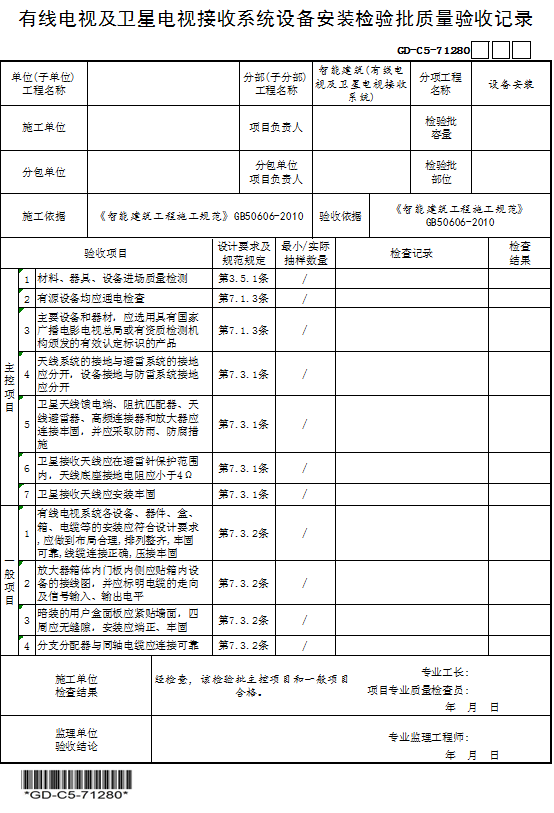 有线电视及卫星电视接收系统设备安装检验批质量验收记录
GD-C5-71280
单位(子单位)
工程名称
分部(子分部)
工程名称
智能建筑(有线电
视及卫星电视接收
系统)
分项工程
名称
设备安装
施工单位
项目负责人
检验批
容量
分包单位
分包单位
项目负责人
检验批
部位
施工依据
《智能建筑工程施工规范》GB50606-2010
验收依据
《智能建筑工程施工规范》
GB50606-2010
验收项目
设计要求及
规范规定
最小/实际
抽样数量
检查记录
检查
结果
主控项目
1 材料、器具、设备进场质量检测 第3.5.1条 /
2 有源设备均应通电检查 第7.1.3条 /
3 主要设备和器材，应选用具有国家
广播电影电视总局或有资质检测机
构颁发的有效认定标识的产品
第7.1.3条 /
4 天线系统的接地与避雷系统的接地
应分开，设备接地与防雷系统接地
应分开
第7.3.1条 /
5 卫星天线馈电端、阻抗匹配器、天
线避雷器、高频连接器和放大器应
连接牢固，并应采取防雨、防腐措
施
第7.3.1条 /
6 卫星接收天线应在避雷针保护范围
内，天线底座接地电阻应小于4Ω
第7.3.1条 /
7 卫星接收天线应安装牢固 第7.3.1条 /
一般项目
1 有线电视系统各设备、器件、盒、
箱、电缆等的安装应符合设计要求
,应做到布局合理,排列整齐,牢固
可靠,线缆连接正确,压接牢固
第7.3.2条 /
2 放大器箱体内门板内侧应贴箱内设
备的接线图，并应标明电缆的走向
及信号输入、输出电平
第7.3.2条 /
3 暗装的用户盒面板应紧贴墙面，四
周应无缝隙，安装应端正、牢固
第7.3.2条 /
4 分支分配器与同轴电缆应连接可靠 第7.3.2条 /
施工单位
检查结果
经检查，该检验批主控项目和一般项目
合格。
专业工长:
项目专业质量检查员:
年 月 日
监理单位
验收结论
专业监理工程师:
年 月 日
*GD-C5-71280*